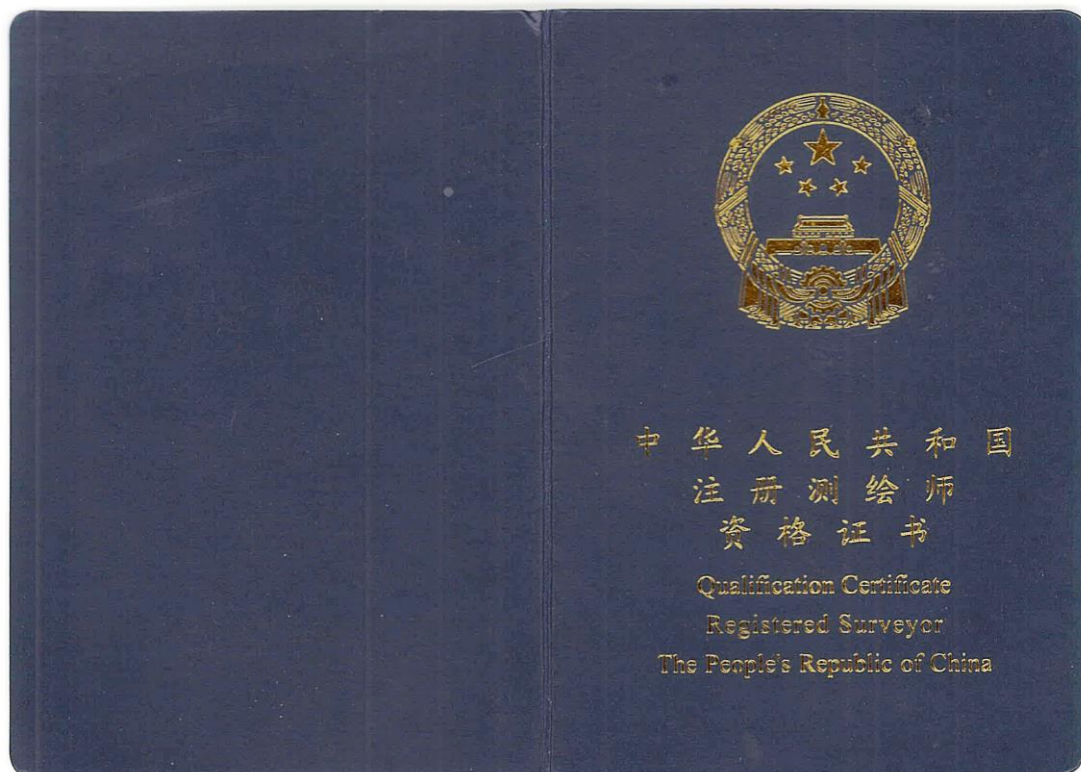 中华人民共和国
注册测绘师
资格证书
Qualification Certificate
Registered Surveyor
The People's Republic of China